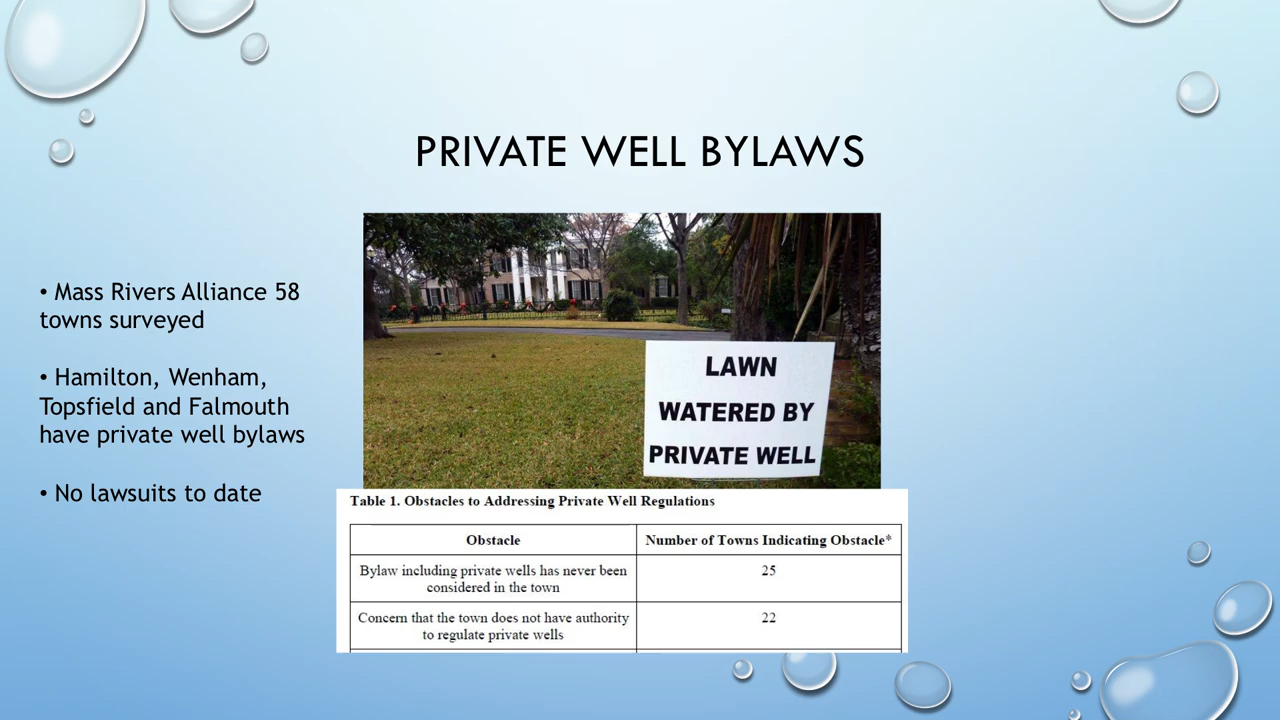 PRIVATE WELL BYLAWS
• Mass Rivers Alliance 58
towns surveyed
• Hamilton, Wenham,
Topsfield and Falmouth
have private well bylaws
• No lawsuits to date
LAWN
WATERED BY
PRIVATE WELL
Table 1. Obstacles to Addressing Private Well Regulations
Obstacle Number of Towns Indicating Obstacle*
Bylaw including private wells has never been
considered in the town
25
Concern that the town does not have authority
to regulate private wells
22